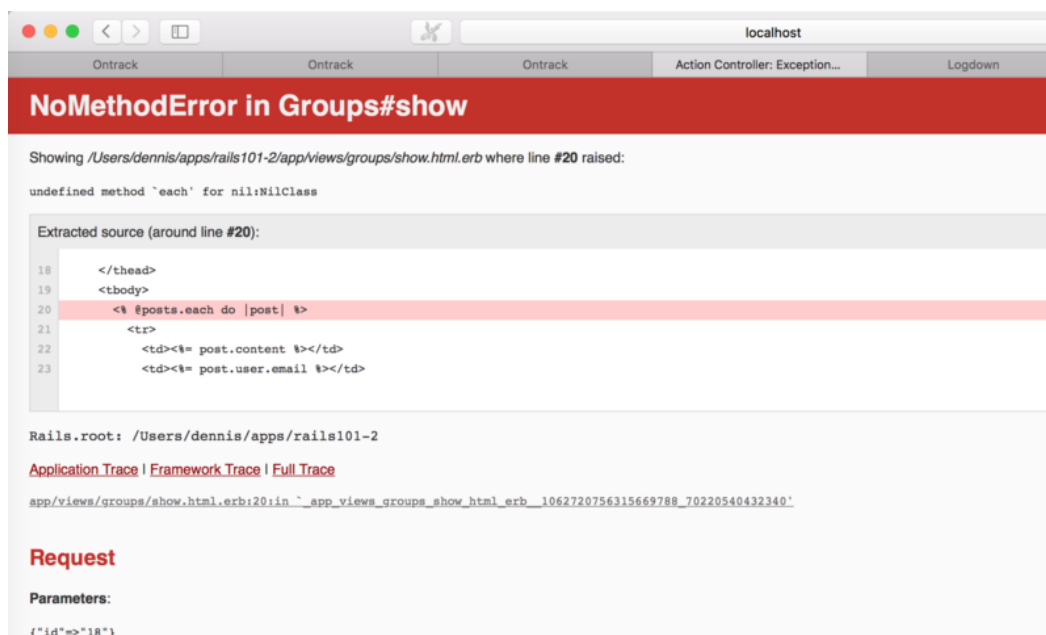 localhost
Ontrack Ontrack Ontrack Action Controller: Exception... Logdown
NoMethodError in Groups#show
Showing /Users/dennis/apps/rails101-2/app/views/groups/show.html.erb where line #20 raised:
undefined method `each' for nil:NilClass
Extracted source (around line #20):
18 </thead>
19 <tbody>
20 <% @posts.each do |post| %>
21 <tr>
22 <td><%= post.content %></td>
23 <td><%= post.user.email %></td>
Rails.root: /Users/dennis/apps/rails101-2
Application Trace | Framework Trace | Full Trace
app/views/groups/show.html.erb:20:in `_app_views_groups_show_html_erb__1062720756315669788_70220540432340'
Request
Parameters:
{"id"=>"18"}